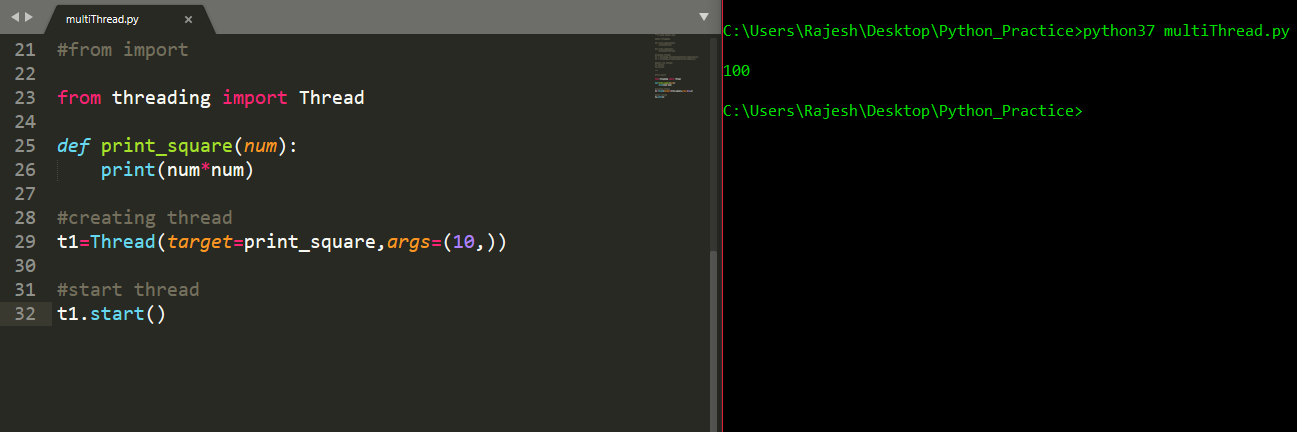 multiThread.py ×
21 #from import
22
23 from threading import Thread
24
25 def print_square(num):
26 print(num*num)
27
28 #creating thread
29 t1=Thread(target=print_square,args=(10,))
30
31 #start thread
32 t1.start()
C:\Users\Rajesh\Desktop\Python_Practice>python37 multiThread.py
100
C:\Users\Rajesh\Desktop\Python_Practice>